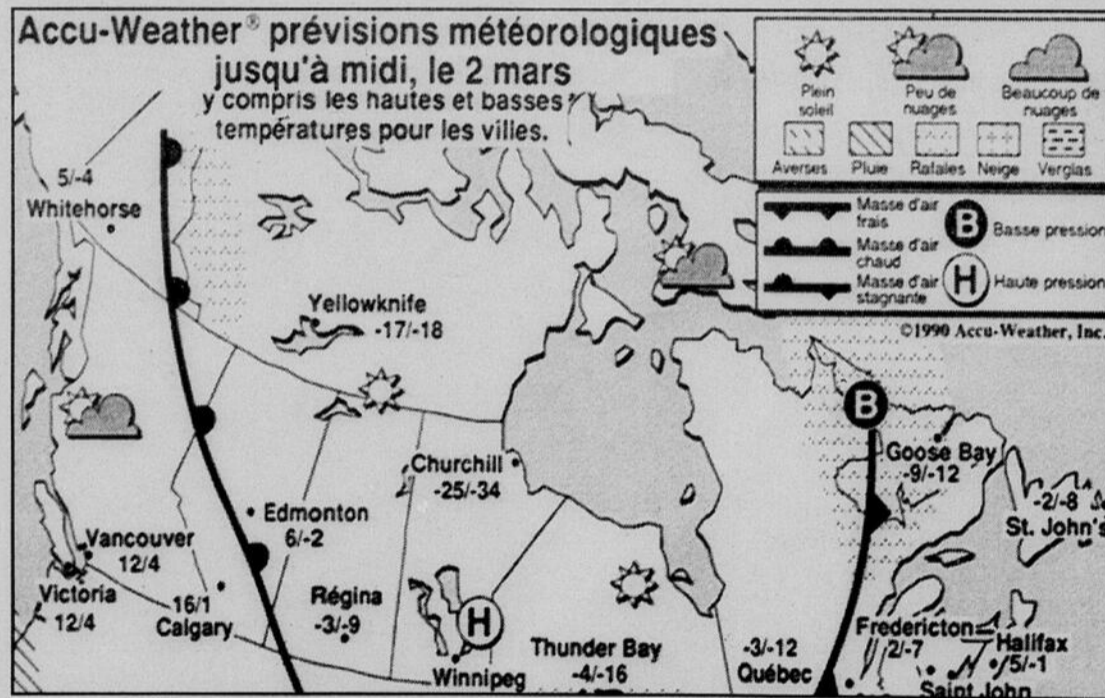 Accu-Weather® prévisions météorologiques
jusqu'à midi, le 2 mars
y compris les hautes et basses
températures pour les villes.
Plein
soleil
Peu de
nuages
Beaucoup de
nuages
Averses
Pluie
Rafales
Neige
Verglas
Masse d'air
frais
Masse d'air
chaud
Masse d'air
stagnante
B
Basse pression
H
Haute pression
©1990 Accu-Weather, Inc.
5/-4
Whitehorse
Yellowknife
-17/-18
B
Goose Bay
-9/-12
Churchill
-25/-34
-2/-8
St. John's
Edmonton
6/-2
Vancouver
12/4
Victoria
12/4
16/1
Calgary
Régina
-3/-9
H
Winnipeg
Thunder Bay
-4/-16
-3/-12
Québec
Fredericton
2/-7
Halifax
5/-1
Saint John